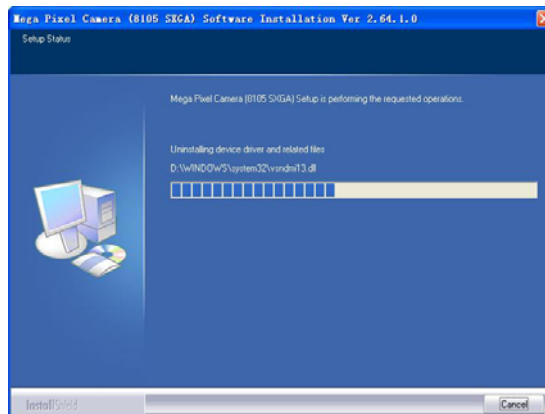 Mega Pixel Camera (8105 SXGA) Software Installation Ver 2.64.1.0
Setup Status
Mega Pixel Camera (8105 SXGA) Setup is performing the requested operations.
Uninstalling device driver and related files
D:\WINDOWS\system32\vsndmi13.dll
InstallShield
Cancel